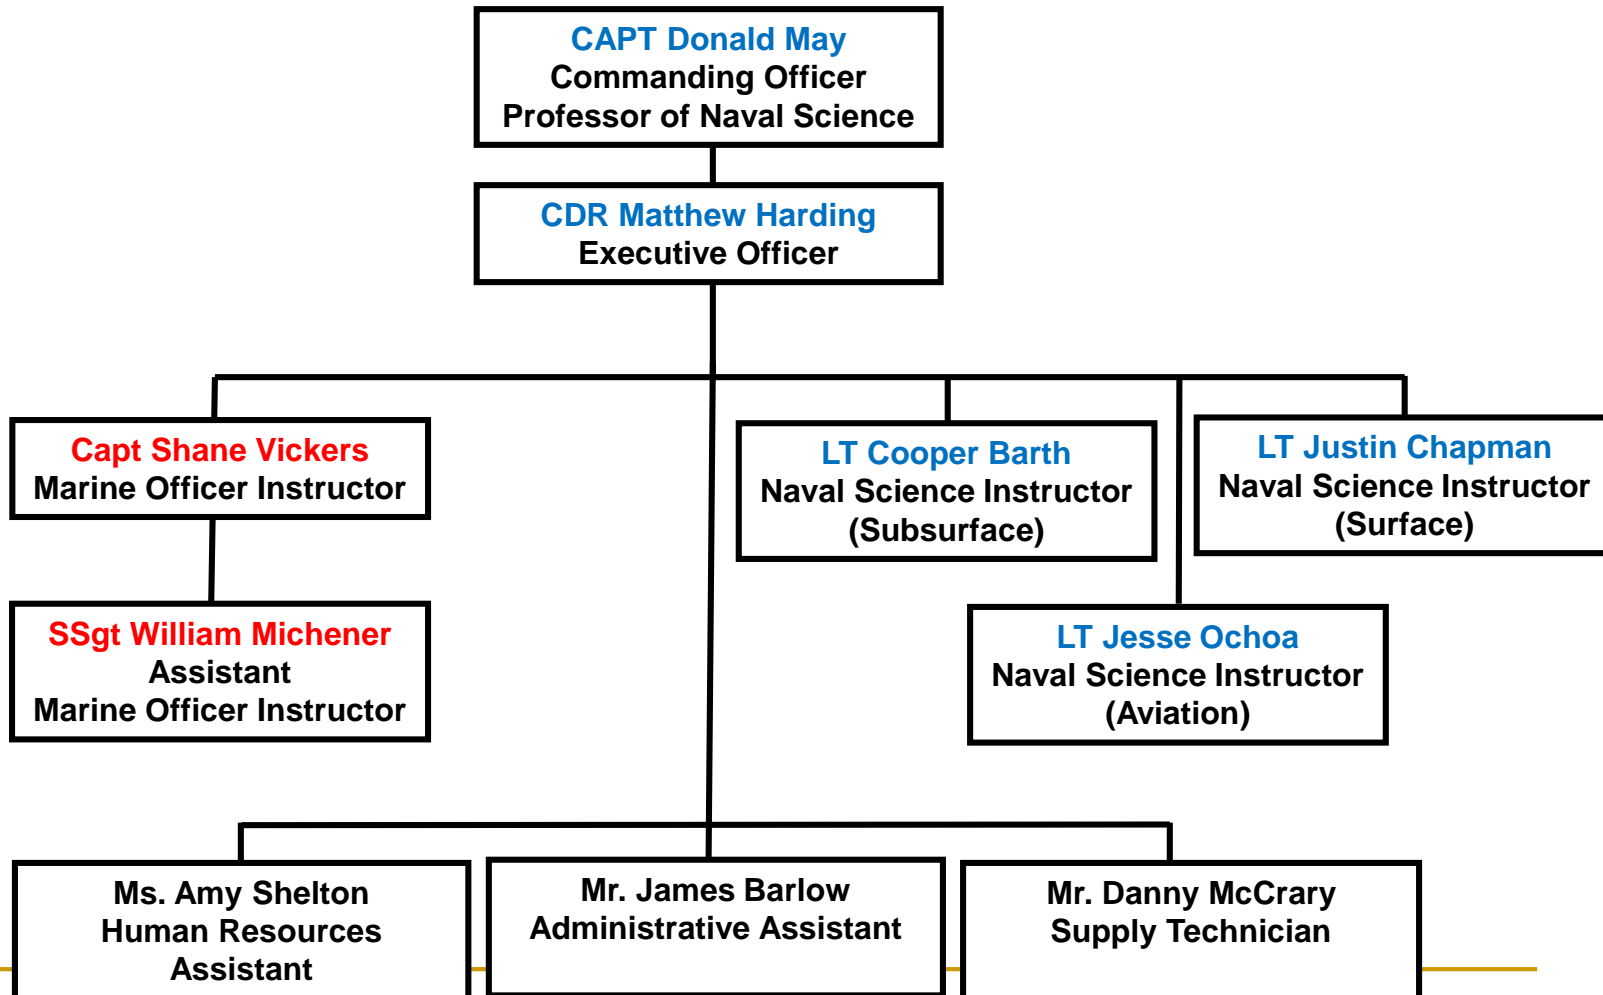 CAPT Donald May
Commanding Officer
Professor of Naval Science
CDR Matthew Harding
Executive Officer
Capt Shane Vickers
Marine Officer Instructor
LT Cooper Barth
Naval Science Instructor
(Subsurface)
LT Justin Chapman
Naval Science Instructor
(Surface)
SSgt William Michener
Assistant
Marine Officer Instructor
LT Jesse Ochoa
Naval Science Instructor
(Aviation)
Ms. Amy Shelton
Human Resources
Assistant
Mr. James Barlow
Administrative Assistant
Mr. Danny McCrary
Supply Technician